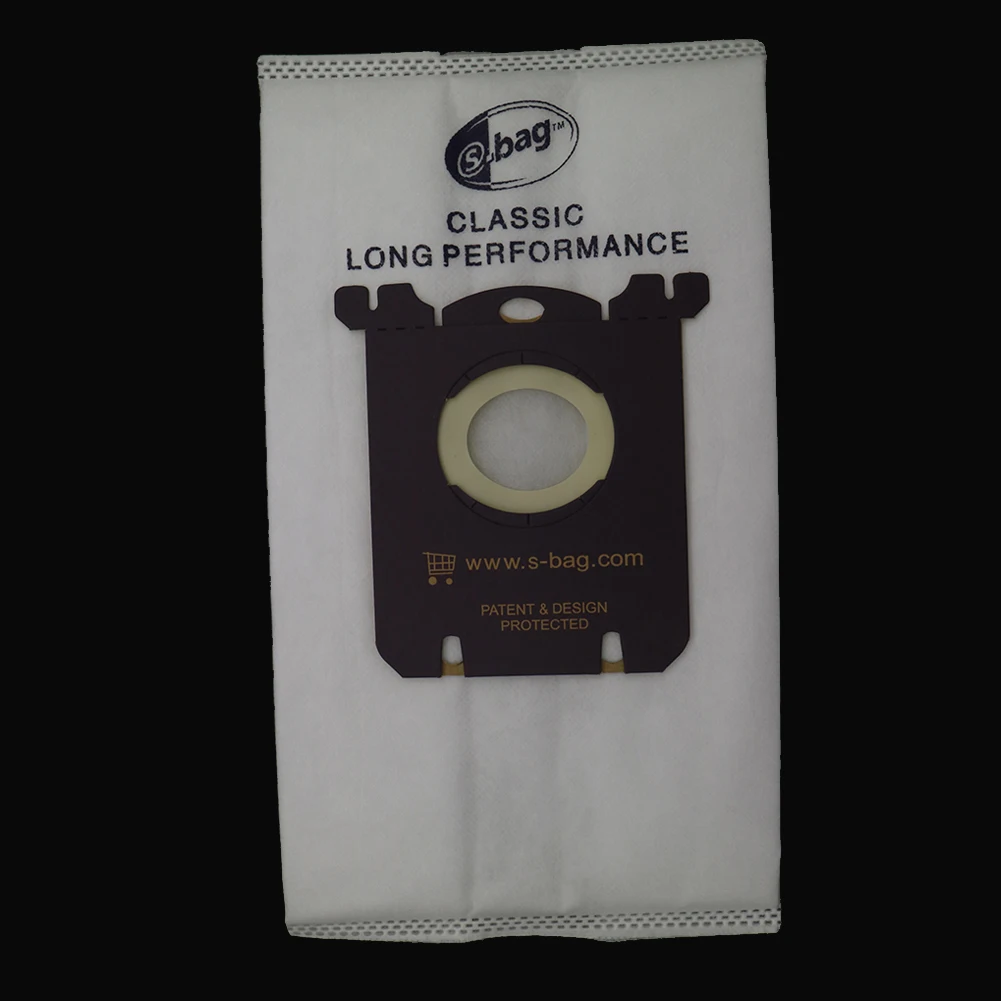 s-bag™
CLASSIC
LONG PERFORMANCE
www.s-bag.com
PATENT & DESIGN
PROTECTED